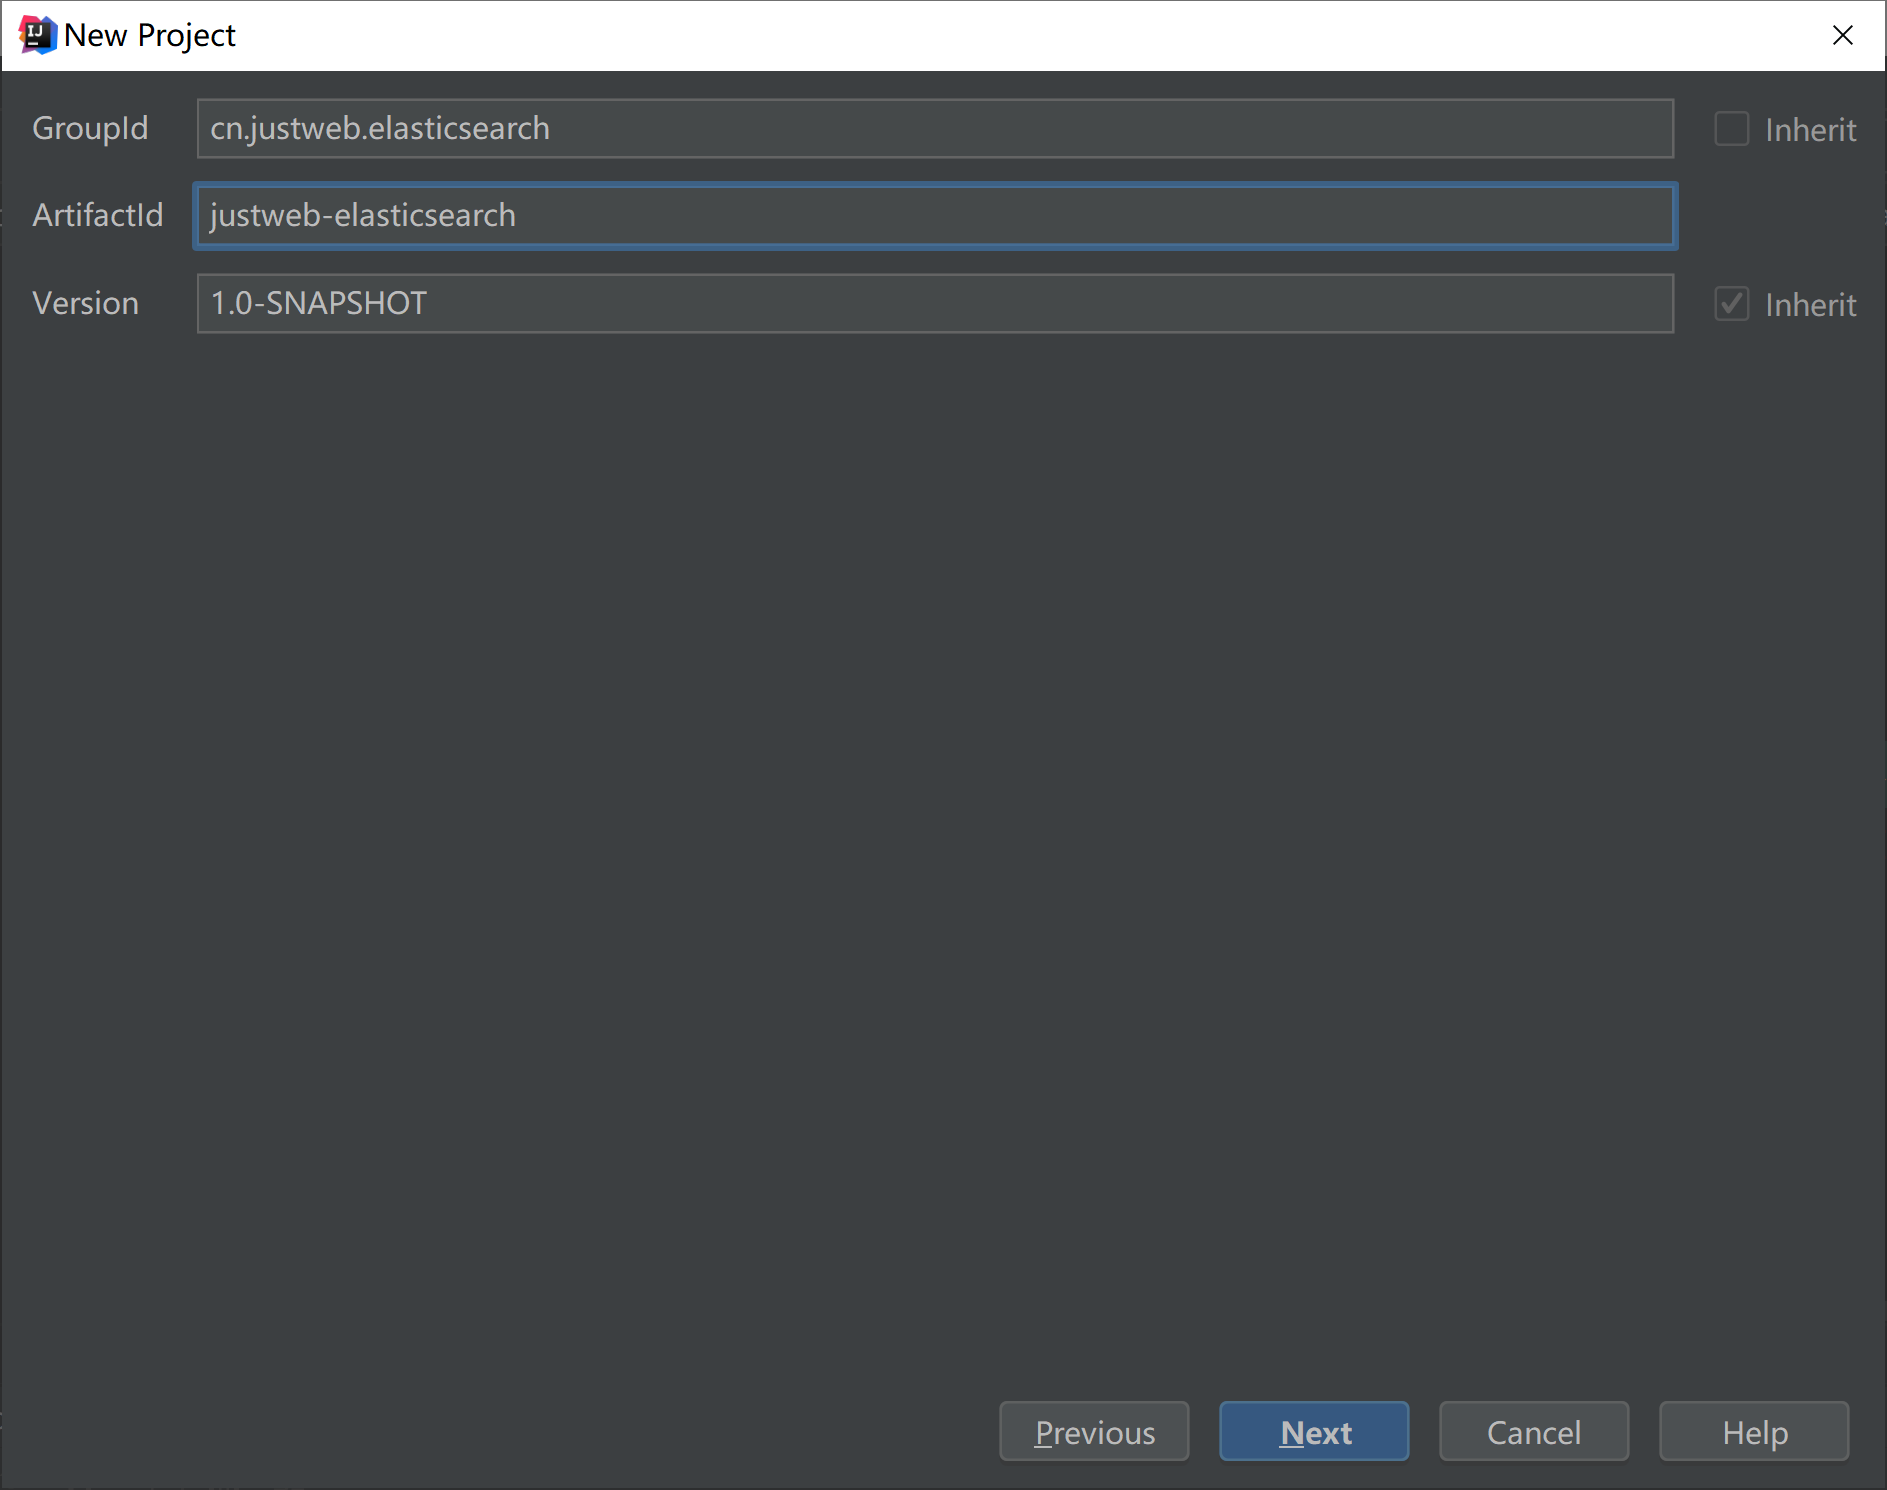 IJ New Project
GroupId cn.justweb.elasticsearch Inherit
ArtifactId justweb-elasticsearch
Version 1.0-SNAPSHOT Inherit
Previous Next Cancel Help